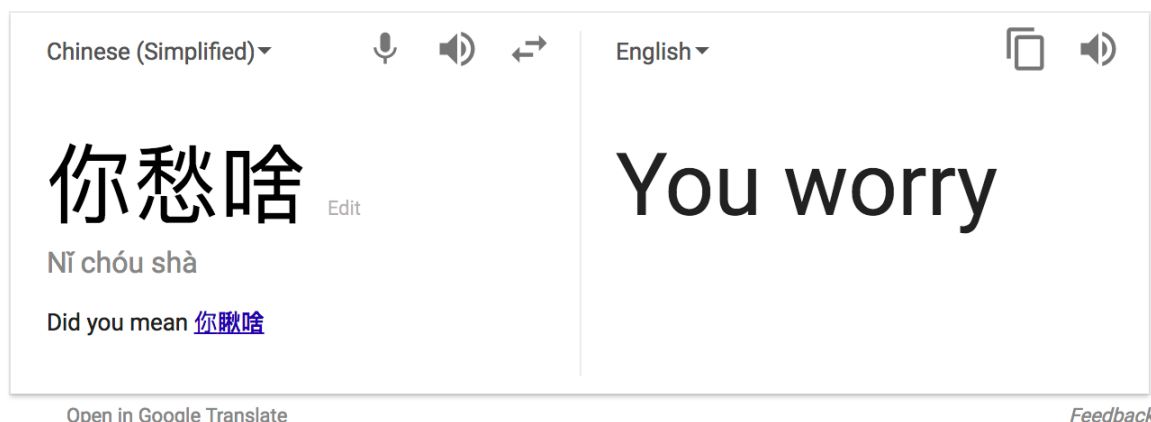 Chinese (Simplified) English
你愁啥 Edit You worry
Nǐ chóu shà
Did you mean 你瞅啥
Open in Google Translate Feedback